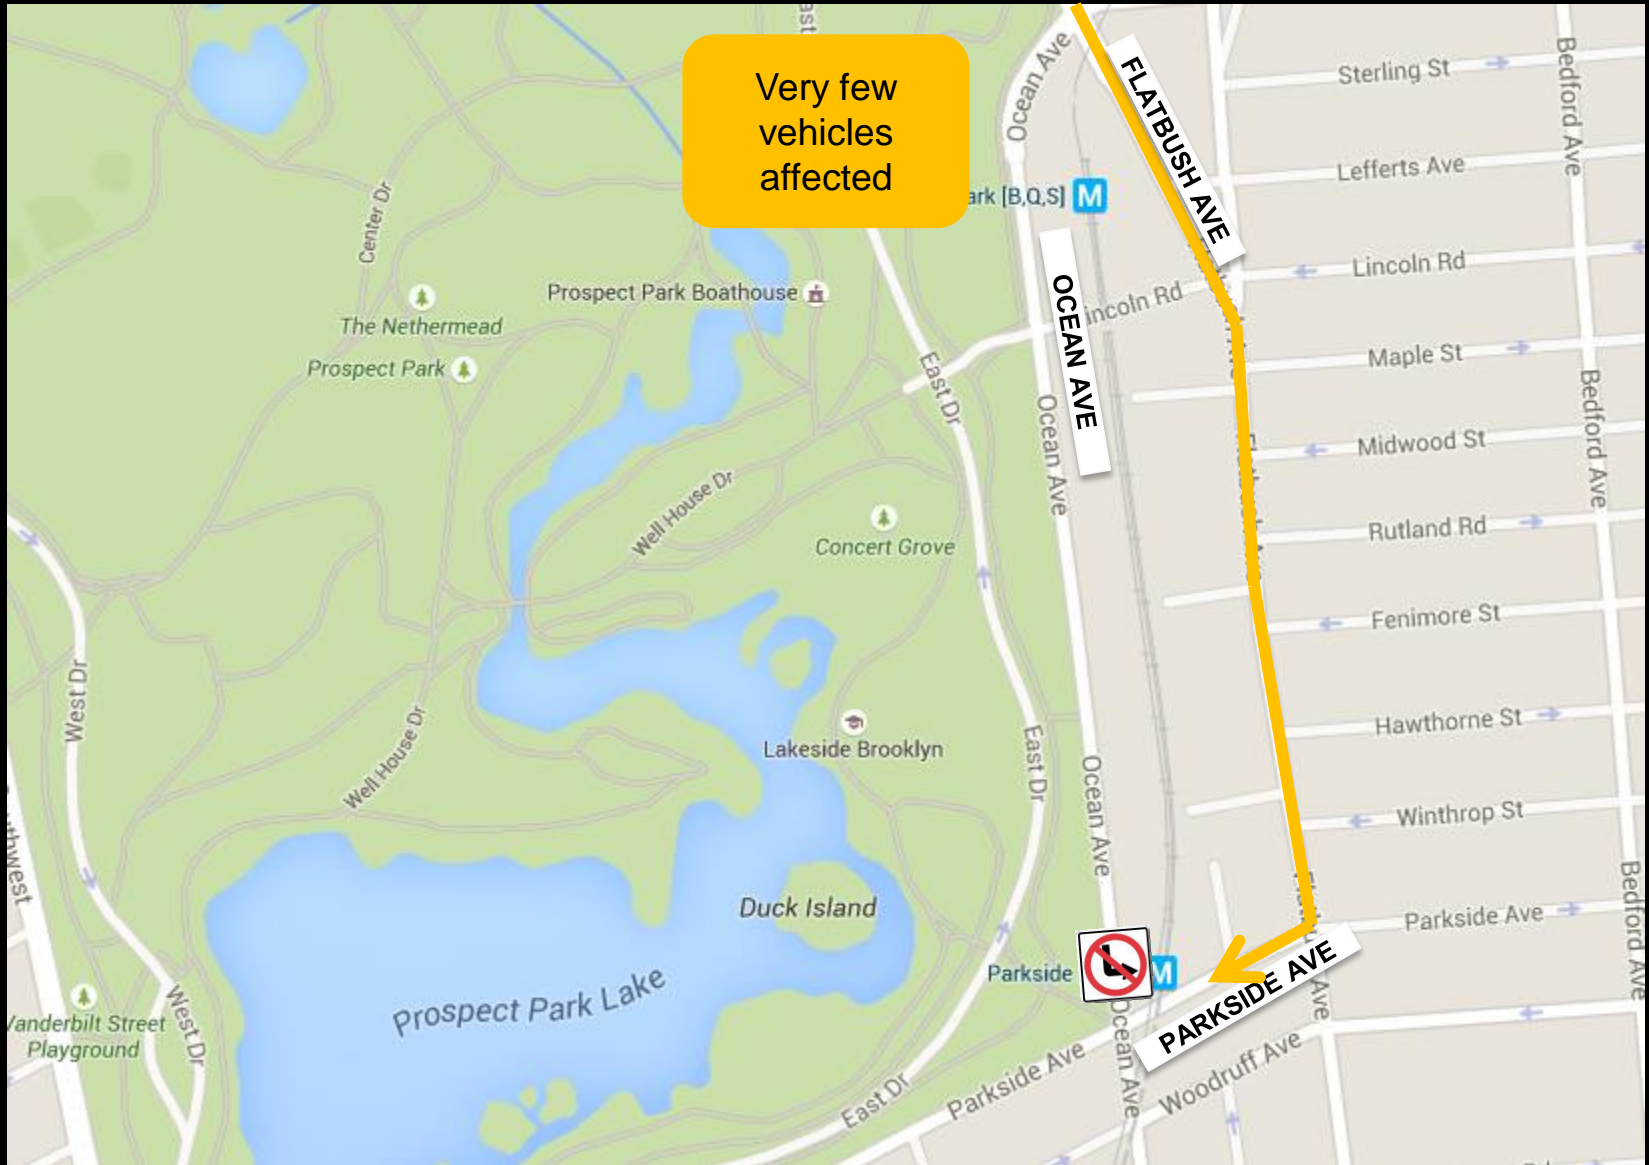 Very few
vehicles
affected
Ocean Ave
FLATBUSH AVE
Sterling St
Bedford Ave
Lefferts Ave
ark [B,Q,S]
M
Center Dr
Lincoln Rd
OCEAN AVE
incoln Rd
Prospect Park Boathouse
The Nethermead
Prospect Park
East Dr
Maple St
Bedford Ave
Ocean Ave
Midwood St
Well House Dr
Concert Grove
Rutland Rd
Fenimore St
West Dr
Well House Dr
Lakeside Brooklyn
East Dr
Ocean Ave
Hawthorne St
Winthrop St
thwest
Duck Island
Parkside Ave
Bedford Ave
Parkside
M
PARKSIDE AVE
Prospect Park Lake
West Dr
Vanderbilt Street
Playground
Ocean Ave
Parkside Ave
Woodruff Ave
East Dr